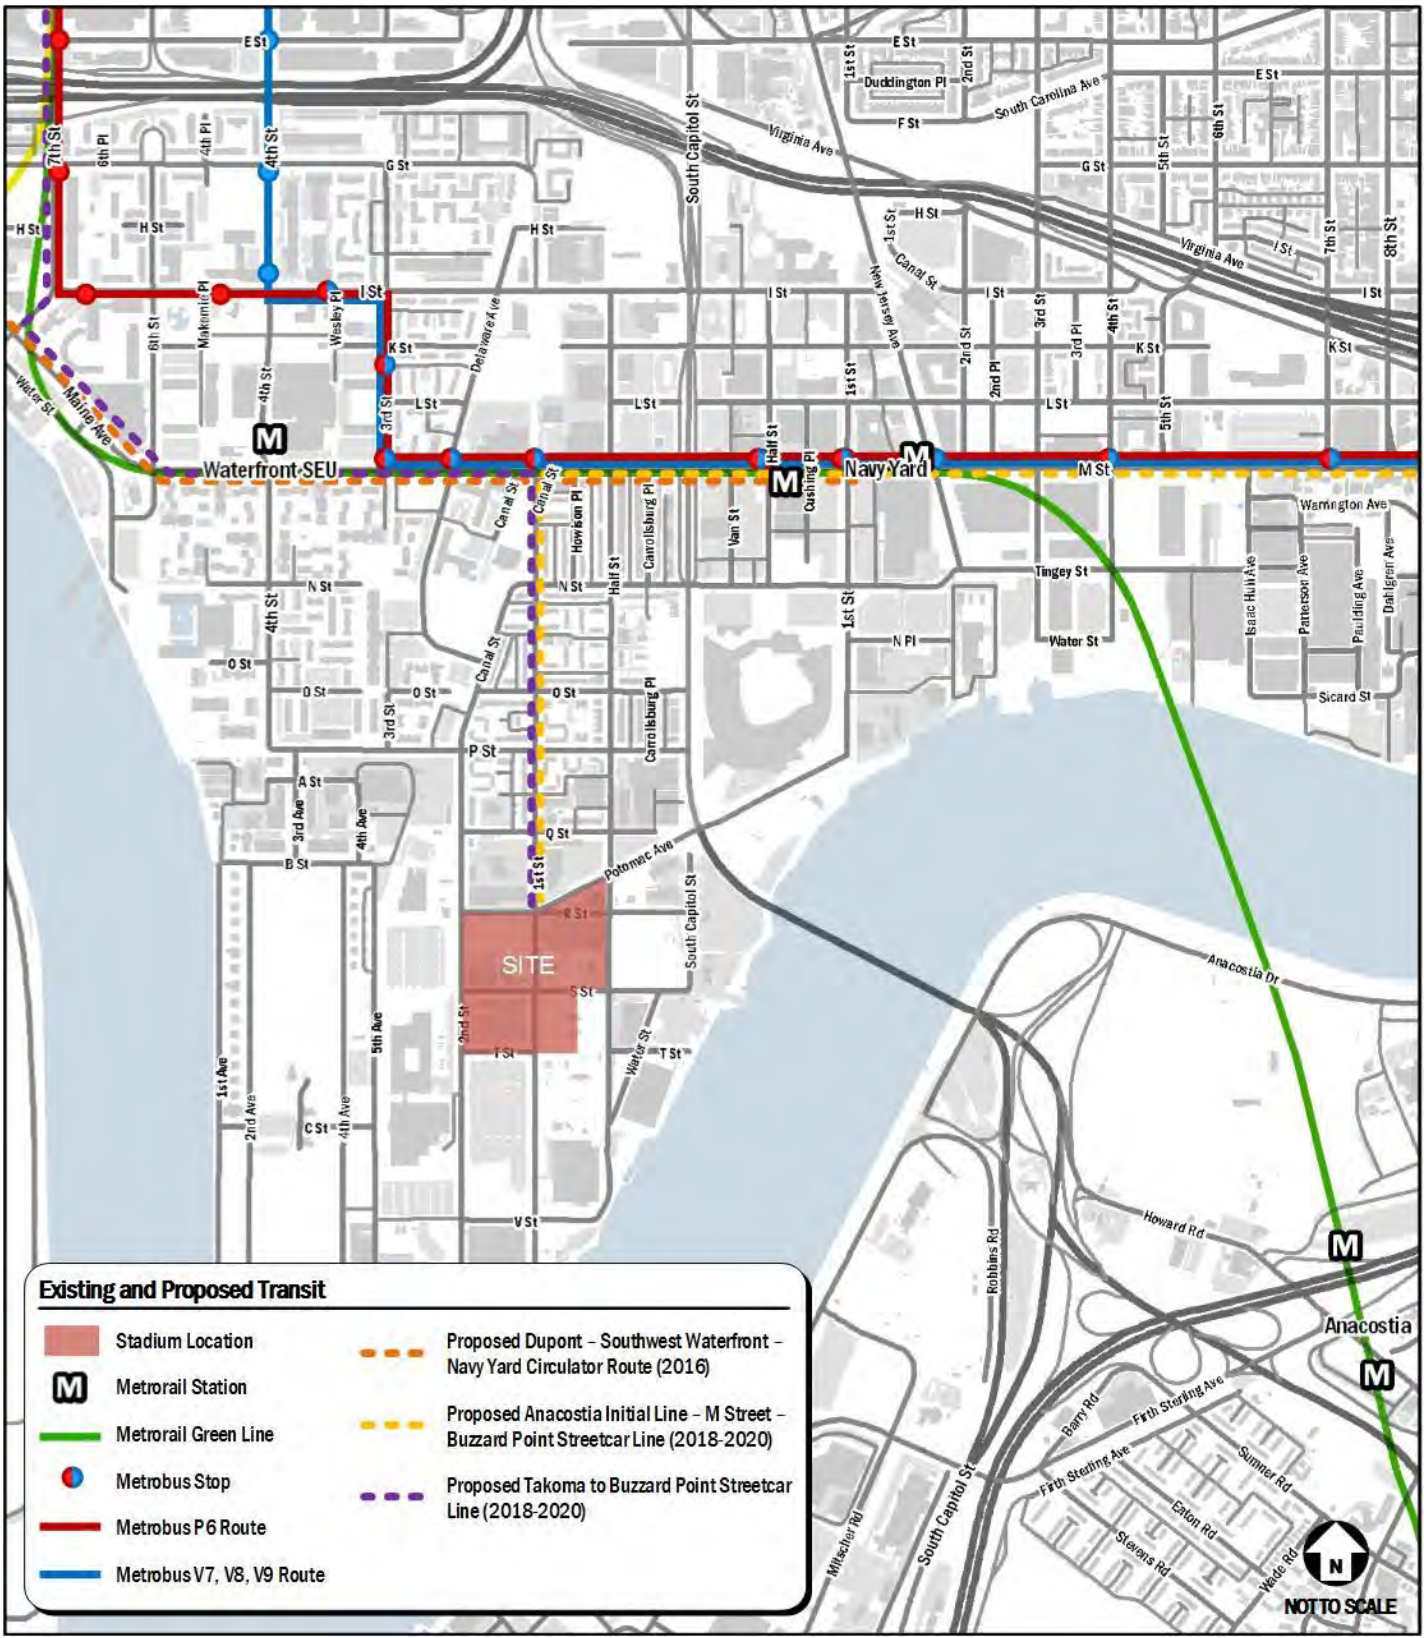 E St
E St
E St
1st St
2nd St
Duddington Pl
South Carolina Ave
F St
7th St
6th Pl
4th Pl
4th St
South Capitol St
Virginia Ave
6th St
5th St
G St
G St
H St
H St
H St
H St
1st St
Canal St
Virginia Ave
I St
7th St
8th St
I St
I St
I St
I St
New Jersey Ave
Delaware Ave
6th St
Makemie Pl
Wesley Pl
3rd St
4th St
2nd St
3rd Pl
2nd Pl
K St
K St
K St
Water St
Maine Ave
4th St
3rd St
L St
L St
L St
1st St
5th St
M
Waterfront-SEU
Half St
Cushing Pl
M
Navy Yard
M
M St
Canal St
Canal St
Howison Pl
Carrollsburg Pl
Van St
Warrington Ave
Half St
N St
N St
Tingey St
Isaac Hull Ave
Patterson Ave
Paulding Ave
Dahlgren Ave
4th St
1st St
N Pl
Water St
Canal St
O St
O St
O St
O St
3rd St
Carrollsburg Pl
Sicard St
P St
A St
3rd Ave
4th Ave
B St
Q St
1st St
Potomac Ave
R St
South Capitol St
SITE
S St
2nd St
T St
T St
Water St
Anacostia Dr
1st Ave
2nd Ave
C St
4th Ave
5th Ave
V St
Robbins Rd
Howard Rd
M
Anacostia
M
Barry Rd
Firth Sterling Ave
Firth Sterling Ave
Sumner Rd
Eaton Rd
Stevens Rd
Wade Rd
South Capitol St
Mitscher Rd
Existing and Proposed Transit
Stadium Location
M
Metrorail Station
Metrorail Green Line
Metrobus Stop
Metrobus P6 Route
Metrobus V7, V8, V9 Route
Proposed Dupont – Southwest Waterfront –
Navy Yard Circulator Route (2016)
Proposed Anacostia Initial Line – M Street –
Buzzard Point Streetcar Line (2018-2020)
Proposed Takoma to Buzzard Point Streetcar
Line (2018-2020)
N
NOT TO SCALE